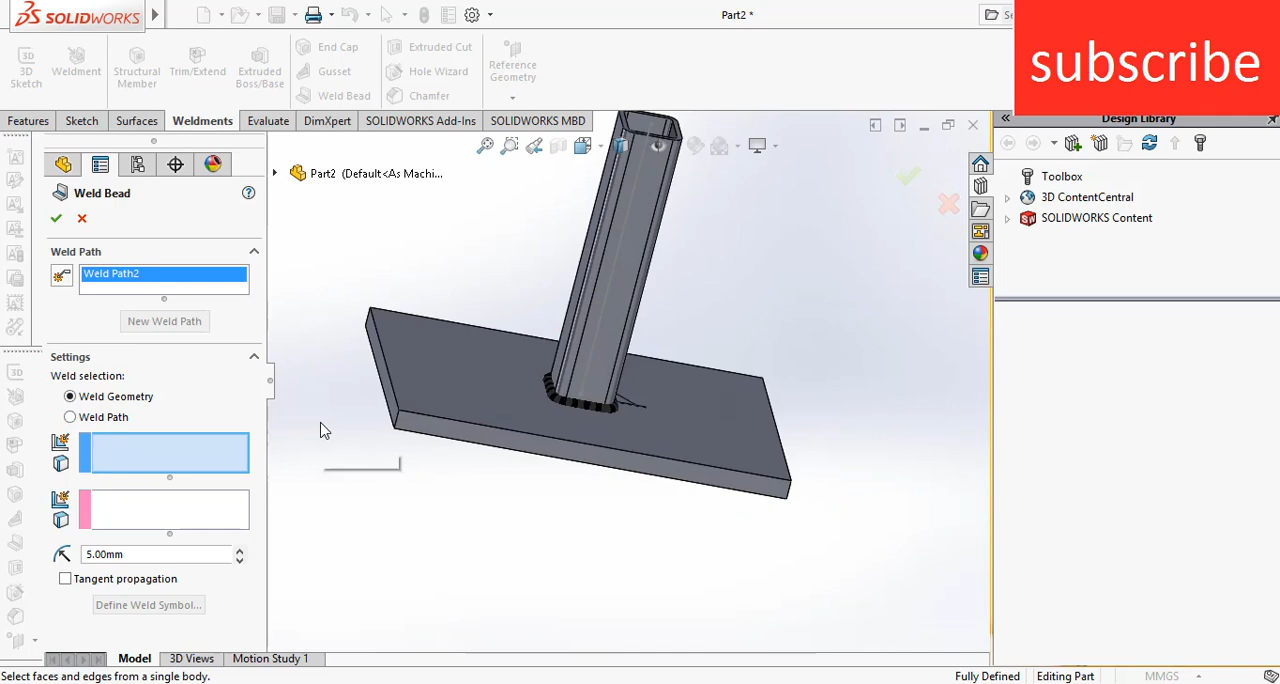 SOLIDWORKS
Part2 *
Se
subscribe
3D Sketch
Weldment
Structural Member
Trim/Extend
Extruded Boss/Base
End Cap
Gusset
Weld Bead
Extruded Cut
Hole Wizard
Chamfer
Reference Geometry
Features
Sketch
Surfaces
Weldments
Evaluate
DimXpert
SOLIDWORKS Add-Ins
SOLIDWORKS MBD
Design Library
Part2 (Default<As Machi...
Toolbox
3D ContentCentral
SOLIDWORKS Content
Weld Bead
Weld Path
Weld Path2
New Weld Path
Settings
Weld selection:
Weld Geometry
Weld Path
5.00mm
Tangent propagation
Define Weld Symbol...
Model
3D Views
Motion Study 1
Select faces and edges from a single body.
Fully Defined
Editing Part
MMGS